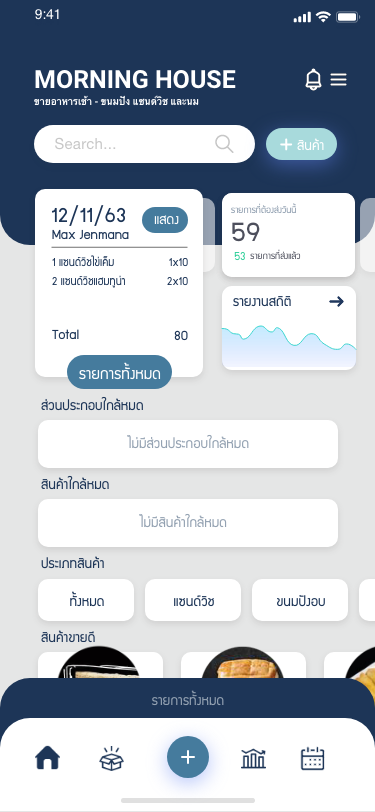 9:41
MORNING HOUSE
ขายอาหารเช้า - ขนมปัง แซนด์วิช และนม
Search...
+ สินค้า
12/11/63
Max Jenmana
แสดง
1 แซนด์วิชไข่เค็ม 1x10
2 แซนด์วิชแฮมทูน่า 2x10
Total 80
รายการทั้งหมด
รายการที่ต้องส่งวันนี้
59
53 รายการที่ส่งแล้ว
รายงานสถิติ
ส่วนประกอบใกล้หมด
ไม่มีส่วนประกอบใกล้หมด
สินค้าใกล้หมด
ไม่มีสินค้าใกล้หมด
ประเภทสินค้า
ทั้งหมด
แซนด์วิช
ขนมปังอบ
สินค้าขายดี
รายการทั้งหมด